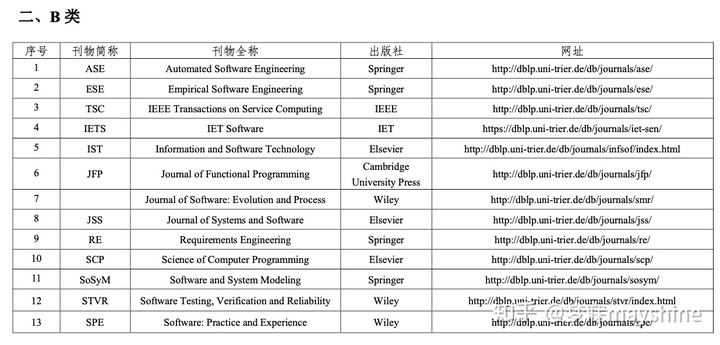 二、B 类
序号 刊物简称 刊物全称 出版社 网址
1 ASE Automated Software Engineering Springer http://dblp.uni-trier.de/db/journals/ase/
2 ESE Empirical Software Engineering Springer http://dblp.uni-trier.de/db/journals/ese/
3 TSC IEEE Transactions on Service Computing IEEE http://dblp.uni-trier.de/db/journals/tsc/
4 IETS IET Software IET https://dblp.uni-trier.de/db/journals/iet-sen/
5 IST Information and Software Technology Elsevier http://dblp.uni-trier.de/db/journals/infsof/index.html
6 JFP Journal of Functional Programming Cambridge University Press http://dblp.uni-trier.de/db/journals/jfp/
7 Journal of Software: Evolution and Process Wiley http://dblp.uni-trier.de/db/journals/smr/
8 JSS Journal of Systems and Software Elsevier http://dblp.uni-trier.de/db/journals/jss/
9 RE Requirements Engineering Springer http://dblp.uni-trier.de/db/journals/re/
10 SCP Science of Computer Programming Elsevier http://dblp.uni-trier.de/db/journals/scp/
11 SoSyM Software and System Modeling Springer http://dblp.uni-trier.de/db/journals/sosym/
12 STVR Software Testing, Verification and Reliability Wiley http://dblp.uni-trier.de/db/journals/stvr/index.html
13 SPE Software: Practice and Experience Wiley http://dblp.uni-trier.de/db/journals/spe/
知乎 @mayshine